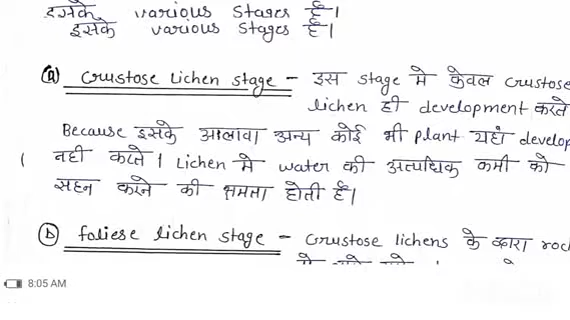 इसके various stages है।
इसके various stages है।
(a) Crustose lichen stage - इस stage मे केवल crustose
lichen ही development करते
Because इसके आलावा अन्य कोई भी plant यहाँ develop
नही करते। Lichen मे water की अत्यधिक कमी को
सहन करने की क्षमता होती है।
(b) foliese lichen stage - Crustose lichens के द्वारा roc
8:05 AM